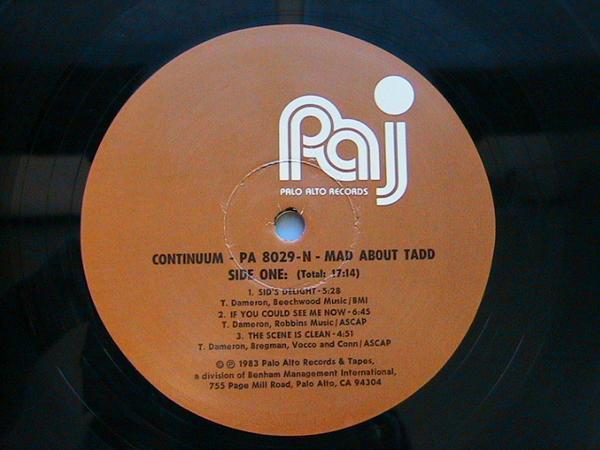 Paj
PALO ALTO RECORDS
CONTINUUM - PA 8029-N - MAD ABOUT TADD
SIDE ONE: (Total: 17:14)
1. SID'S DELIGHT - 5:28
T. Dameron, Beechwood Music/BMI
2. IF YOU COULD SEE ME NOW - 6:45
T. Dameron, Robbins Music/ASCAP
3. THE SCENE IS CLEAN - 4:51
T. Dameron, Bregman, Vocco and Conn/ASCAP
© ℗ 1983 Palo Alto Records & Tapes,
a division of Benham Management International,
755 Page Mill Road, Palo Alto, CA 94304